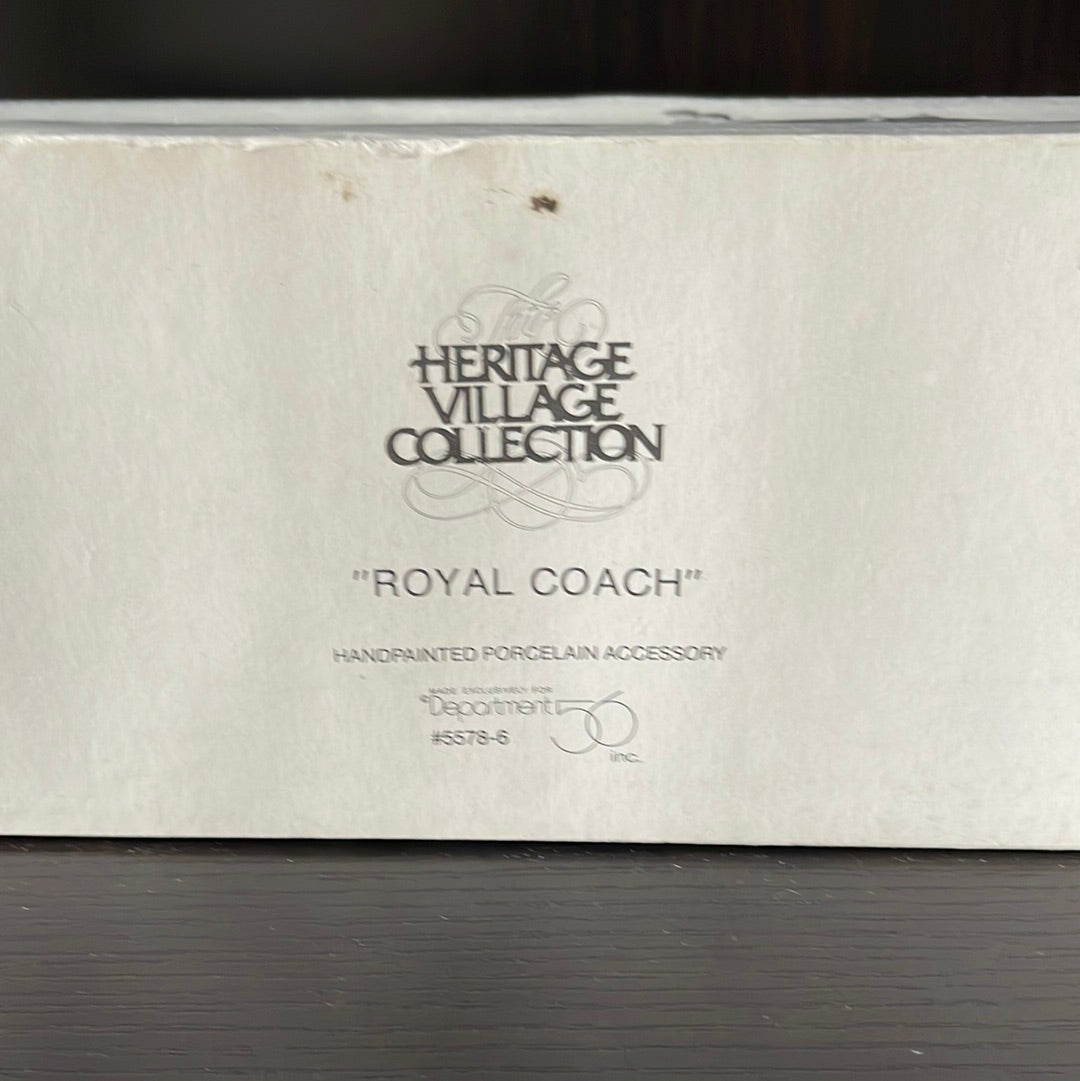 The
HERITAGE
VILLAGE
COLLECTION
"ROYAL COACH"
HANDPAINTED PORCELAIN ACCESSORY
MADE EXCLUSIVELY FOR
©Department 56
#5578-6
inc.